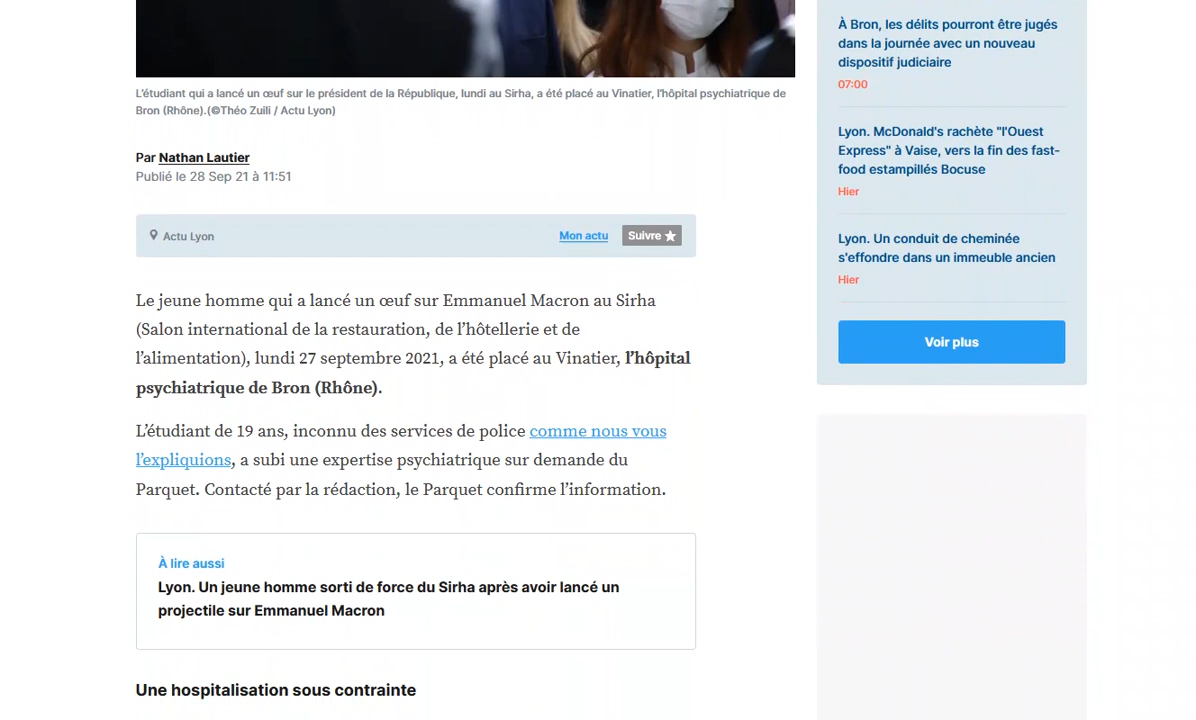 L'étudiant qui a lancé un œuf sur le président de la République, lundi au Sirha, a été placé au Vinatier, l'hôpital psychiatrique de
Bron (Rhône).(©Théo Zuili / Actu Lyon)
Par Nathan Lautier
Publié le 28 Sep 21 à 11:51
Actu Lyon
Mon actu
Suivre
Le jeune homme qui a lancé un œuf sur Emmanuel Macron au Sirha
(Salon international de la restauration, de l'hôtellerie et de
l'alimentation), lundi 27 septembre 2021, a été placé au Vinatier, l'hôpital
psychiatrique de Bron (Rhône).
L'étudiant de 19 ans, inconnu des services de police comme nous vous
l'expliquions, a subi une expertise psychiatrique sur demande du
Parquet. Contacté par la rédaction, le Parquet confirme l'information.
À lire aussi
Lyon. Un jeune homme sorti de force du Sirha après avoir lancé un
projectile sur Emmanuel Macron
Une hospitalisation sous contrainte
À Bron, les délits pourront être jugés
dans la journée avec un nouveau
dispositif judiciaire
07:00
Lyon. McDonald's rachète "l'Ouest
Express" à Vaise, vers la fin des fast-
food estampillés Bocuse
Hier
Lyon. Un conduit de cheminée
s'effondre dans un immeuble ancien
Hier
Voir plus